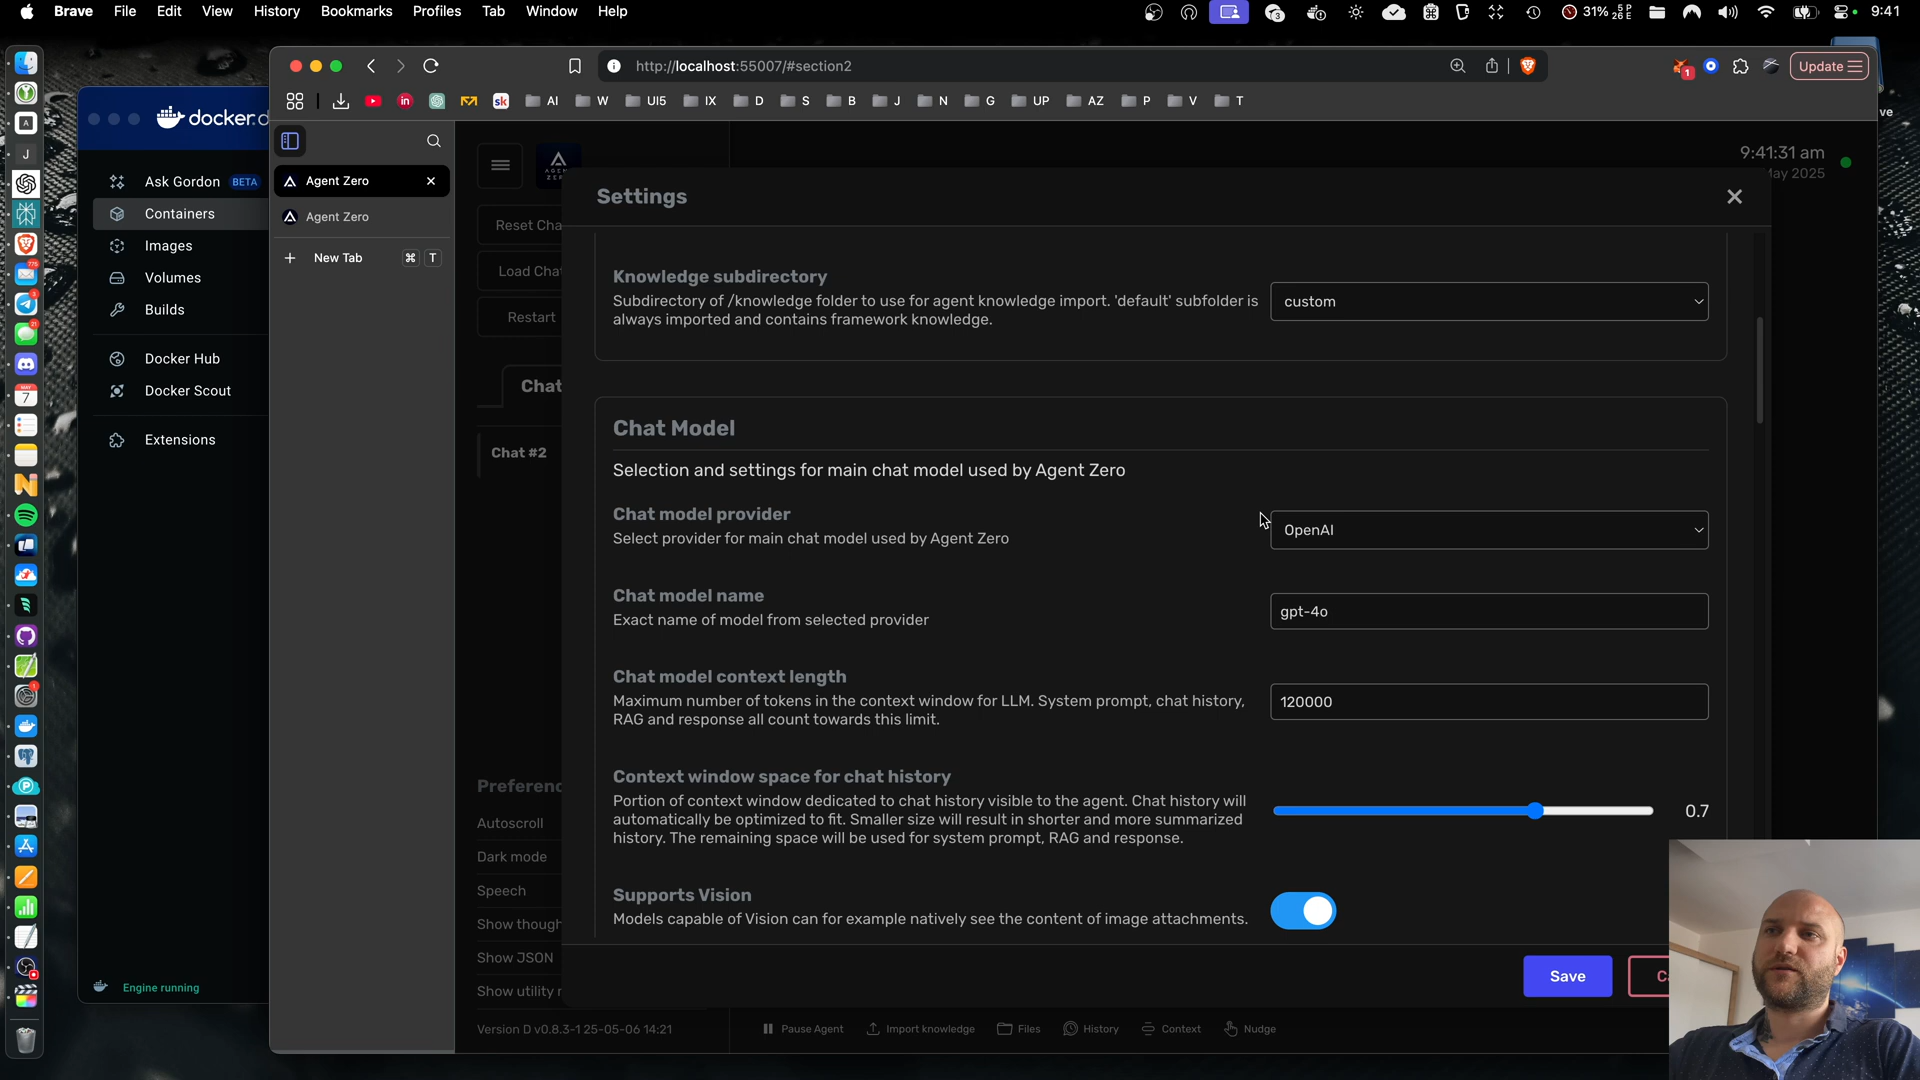 Brave File Edit View History Bookmarks Profiles Tab Window Help
31% 9:41
http://localhost:55007/#section2
Update
AI W UI5 IX D S B J N G UP AZ P V T
docker.d
Ask Gordon BETA
Containers
Images
Volumes
Builds
Docker Hub
Docker Scout
Extensions
Engine running
Agent Zero
Agent Zero
New Tab ⌘ T
9:41:31 am
May 2025
Reset Cha
Load Cha
Restart
Chat
Chat #2
Preferenc
Autoscroll
Dark mode
Speech
Show though
Show JSON
Show utility r
Version D v0.8.3-1 25-05-06 14:21
Settings
Knowledge subdirectory
Subdirectory of /knowledge folder to use for agent knowledge import. 'default' subfolder is
always imported and contains framework knowledge.
custom
Chat Model
Selection and settings for main chat model used by Agent Zero
Chat model provider
Select provider for main chat model used by Agent Zero
OpenAI
Chat model name
Exact name of model from selected provider
gpt-4o
Chat model context length
Maximum number of tokens in the context window for LLM. System prompt, chat history,
RAG and response all count towards this limit.
120000
Context window space for chat history
Portion of context window dedicated to chat history visible to the agent. Chat history will
automatically be optimized to fit. Smaller size will result in shorter and more summarized
history. The remaining space will be used for system prompt, RAG and response.
0.7
Supports Vision
Models capable of Vision can for example natively see the content of image attachments.
Save
Ca
Pause Agent Import knowledge Files History Context Nudge